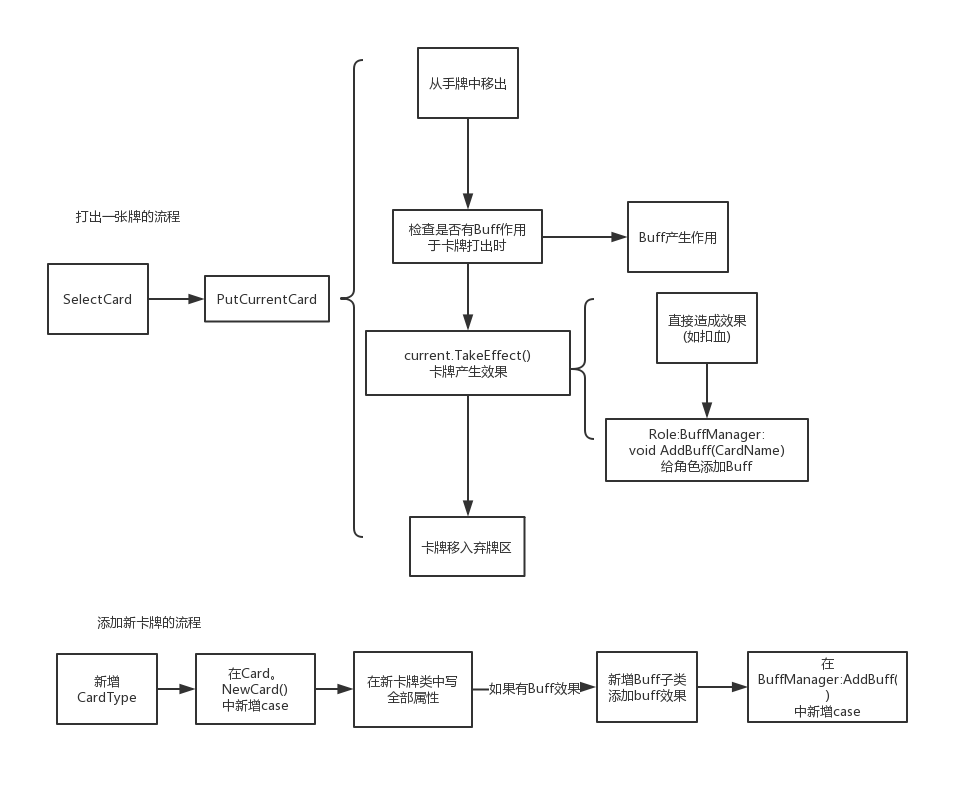 打出一张牌的流程
SelectCard
PutCurrentCard
从手牌中移出
检查是否有Buff作用
于卡牌打出时
Buff产生作用
current.TakeEffect()
卡牌产生效果
直接造成效果
(如扣血)
Role:BuffManager:
void AddBuff(CardName)
给角色添加Buff
卡牌移入弃牌区
添加新卡牌的流程
新增
CardType
在Card。
NewCard()
中新增case
在新卡牌类中写
全部属性
如果有Buff效果
新增Buff子类
添加buff效果
在
BuffManager:AddBuff(
)
中新增case